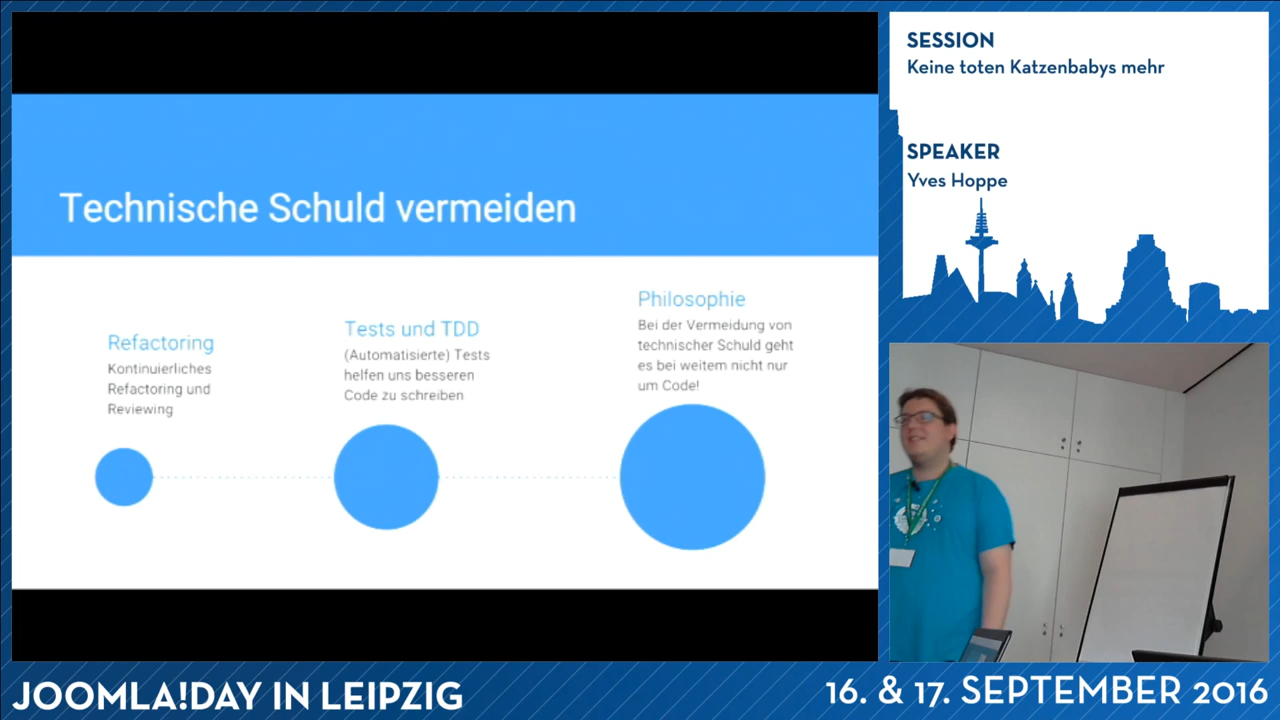 SESSION
Keine toten Katzenbabys mehr
SPEAKER
Yves Hoppe
Technische Schuld vermeiden
Refactoring
Kontinuierliches
Refactoring und
Reviewing
Tests und TDD
(Automatisierte) Tests
helfen uns besseren
Code zu schreiben
Philosophie
Bei der Vermeidung von
technischer Schuld geht
es bei weitem nicht nur
um Code!
JOOMLA!DAY IN LEIPZIG
16. & 17. SEPTEMBER 2016